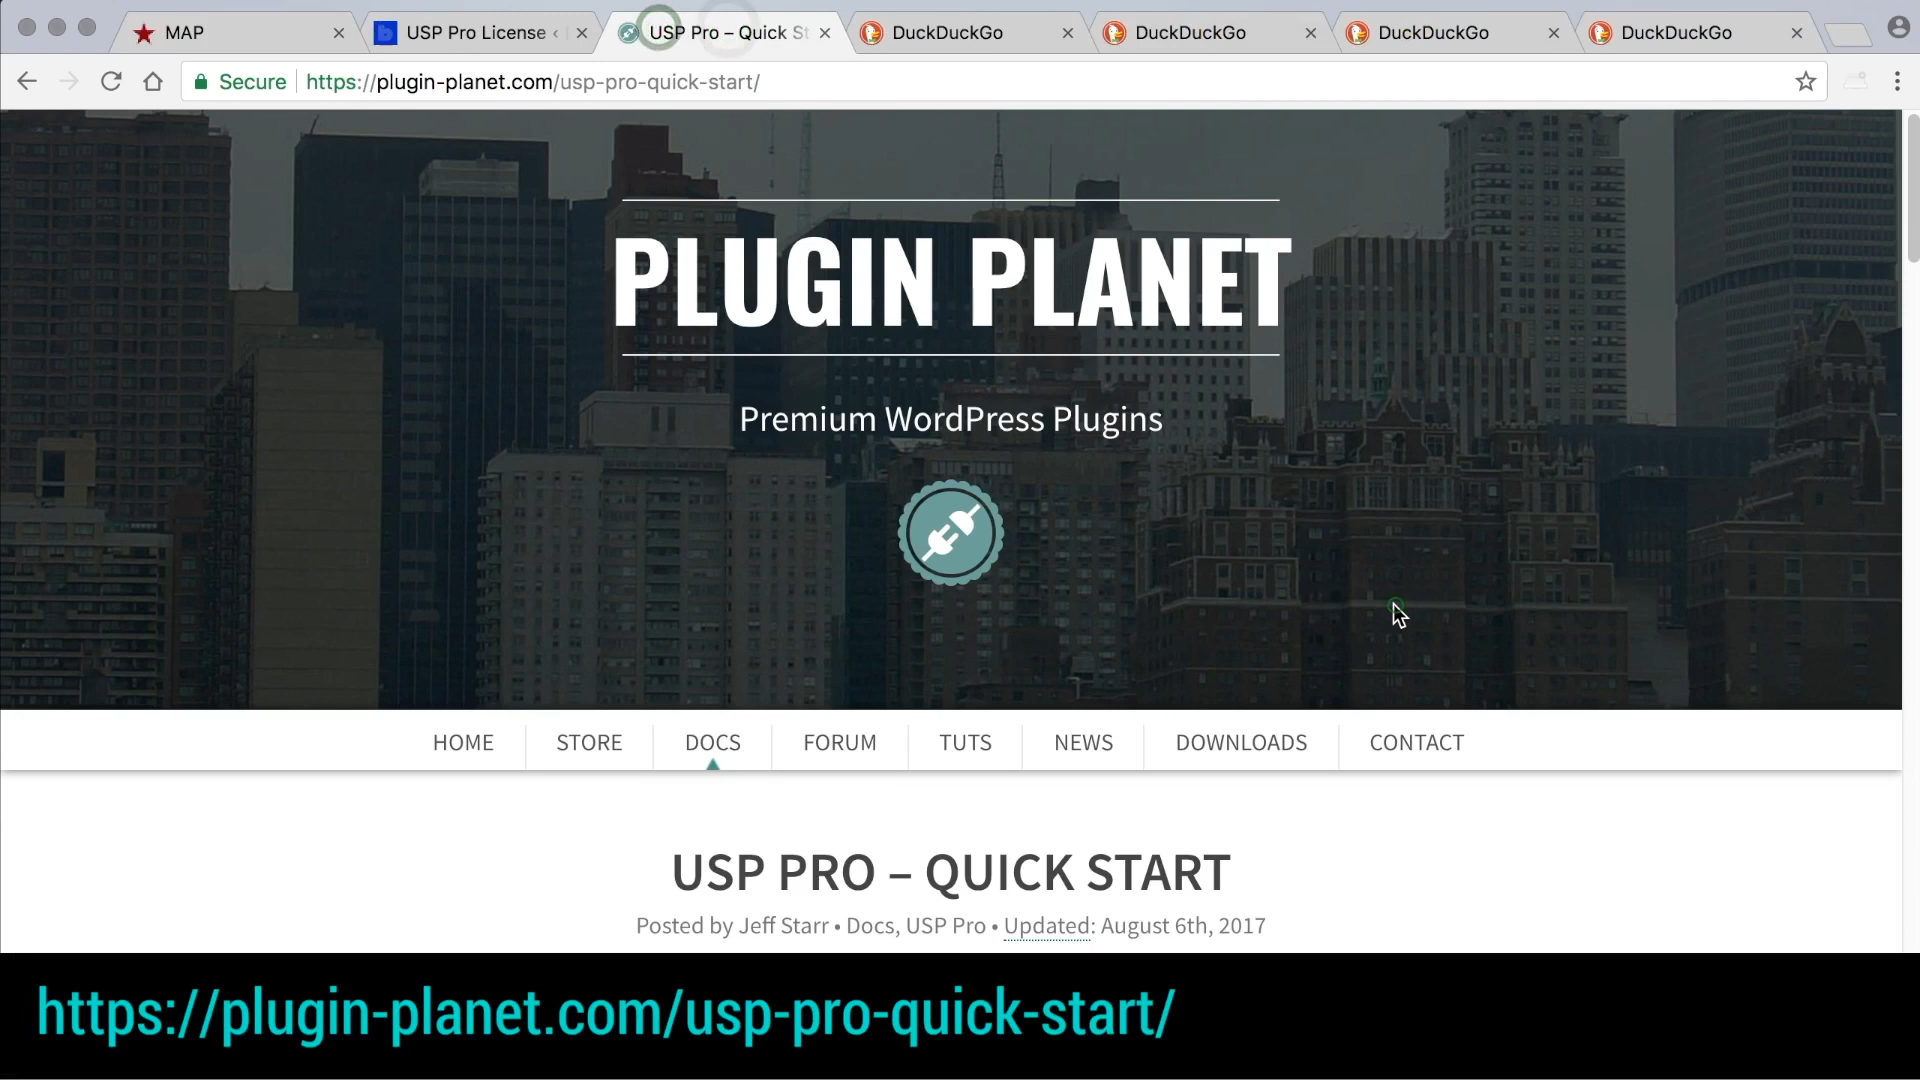 MAP
USP Pro License ‹
USP Pro – Quick St
DuckDuckGo
DuckDuckGo
DuckDuckGo
DuckDuckGo
Secure
https://plugin-planet.com/usp-pro-quick-start/
PLUGIN PLANET
Premium WordPress Plugins
HOME
STORE
DOCS
FORUM
TUTS
NEWS
DOWNLOADS
CONTACT
USP PRO – QUICK START
Posted by Jeff Starr • Docs, USP Pro • Updated: August 6th, 2017
https://plugin-planet.com/usp-pro-quick-start/